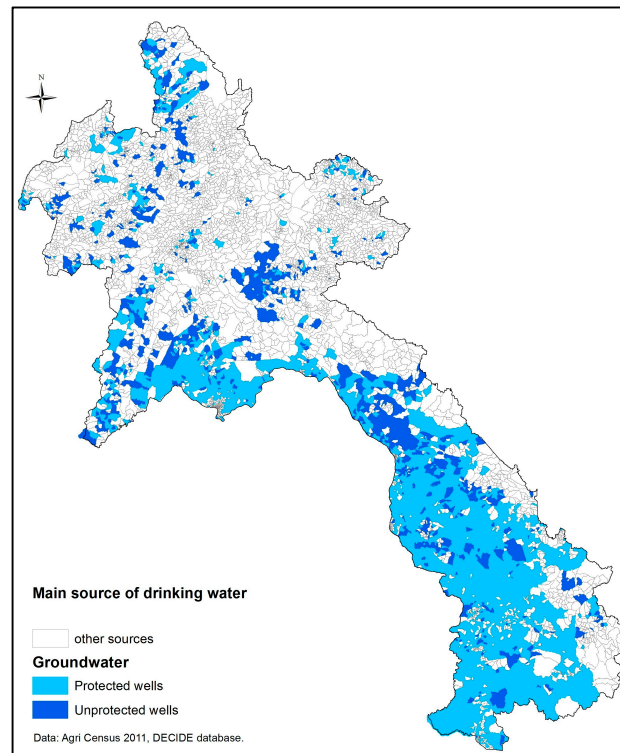 N
Main source of drinking water
other sources
Groundwater
Protected wells
Unprotected wells
Data: Agri Census 2011, DECIDE database.